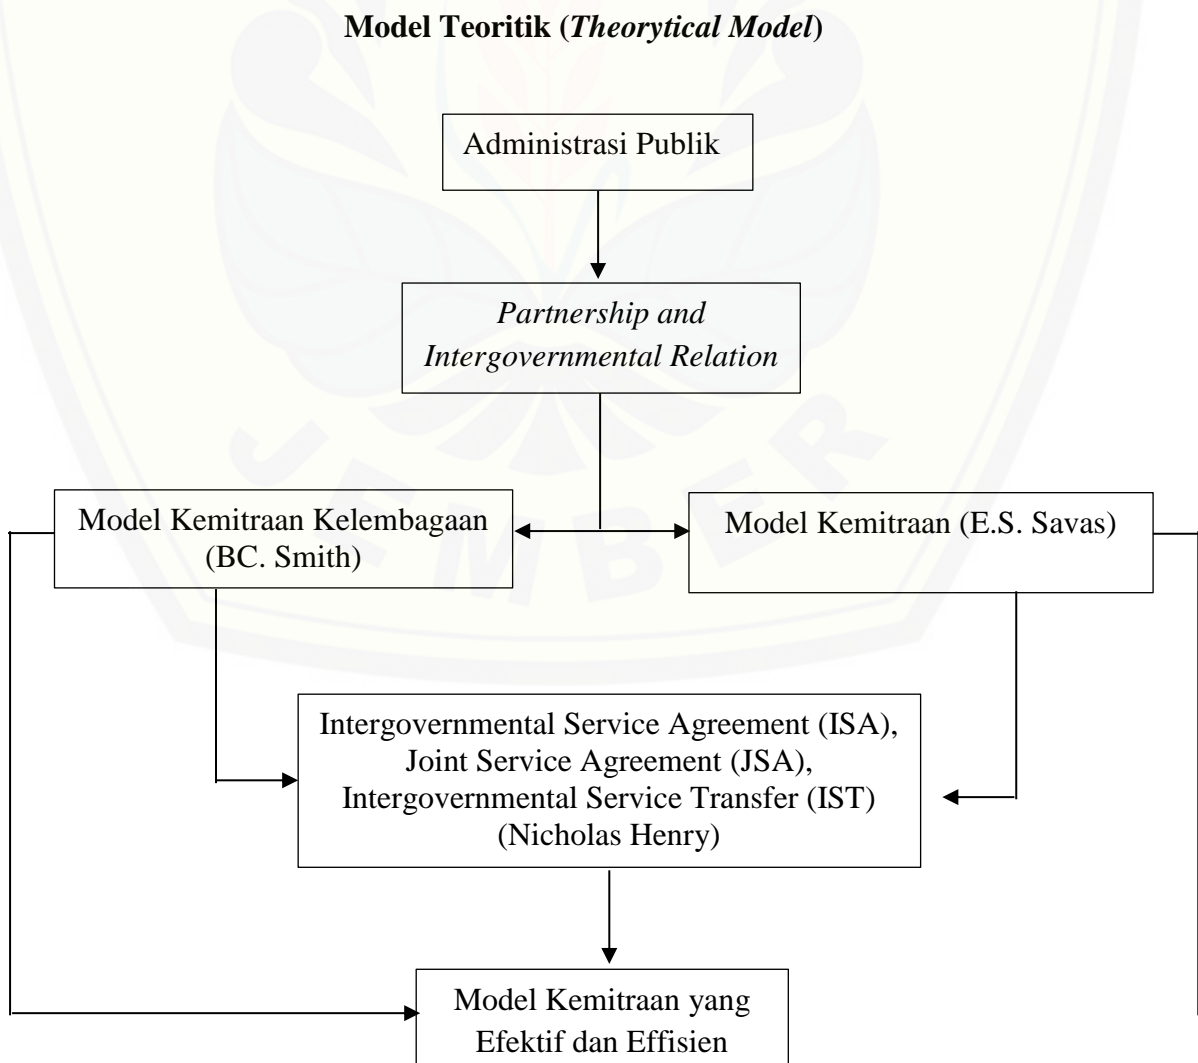 Model Teoritik (Theorytical Model)
Administrasi Publik
Partnership and
Intergovernmental Relation
Model Kemitraan Kelembagaan
(BC. Smith)
Model Kemitraan (E.S. Savas)
Intergovernmental Service Agreement (ISA),
Joint Service Agreement (JSA),
Intergovernmental Service Transfer (IST)
(Nicholas Henry)
Model Kemitraan yang
Efektif dan Effisien
JEMBER